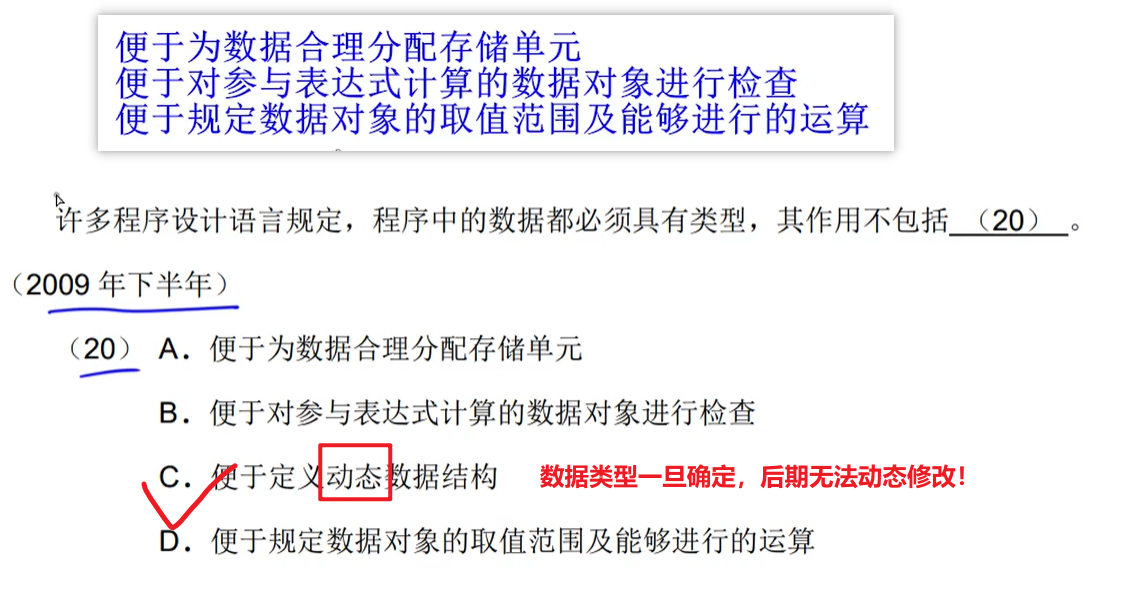 便于为数据合理分配存储单元
便于对参与表达式计算的数据对象进行检查
便于规定数据对象的取值范围及能够进行的运算
许多程序设计语言规定，程序中的数据都必须具有类型，其作用不包括 （20） 。
（2009 年下半年）
（20） A．便于为数据合理分配存储单元
B．便于对参与表达式计算的数据对象进行检查
C．便于定义动态数据结构 数据类型一旦确定，后期无法动态修改！
D．便于规定数据对象的取值范围及能够进行的运算